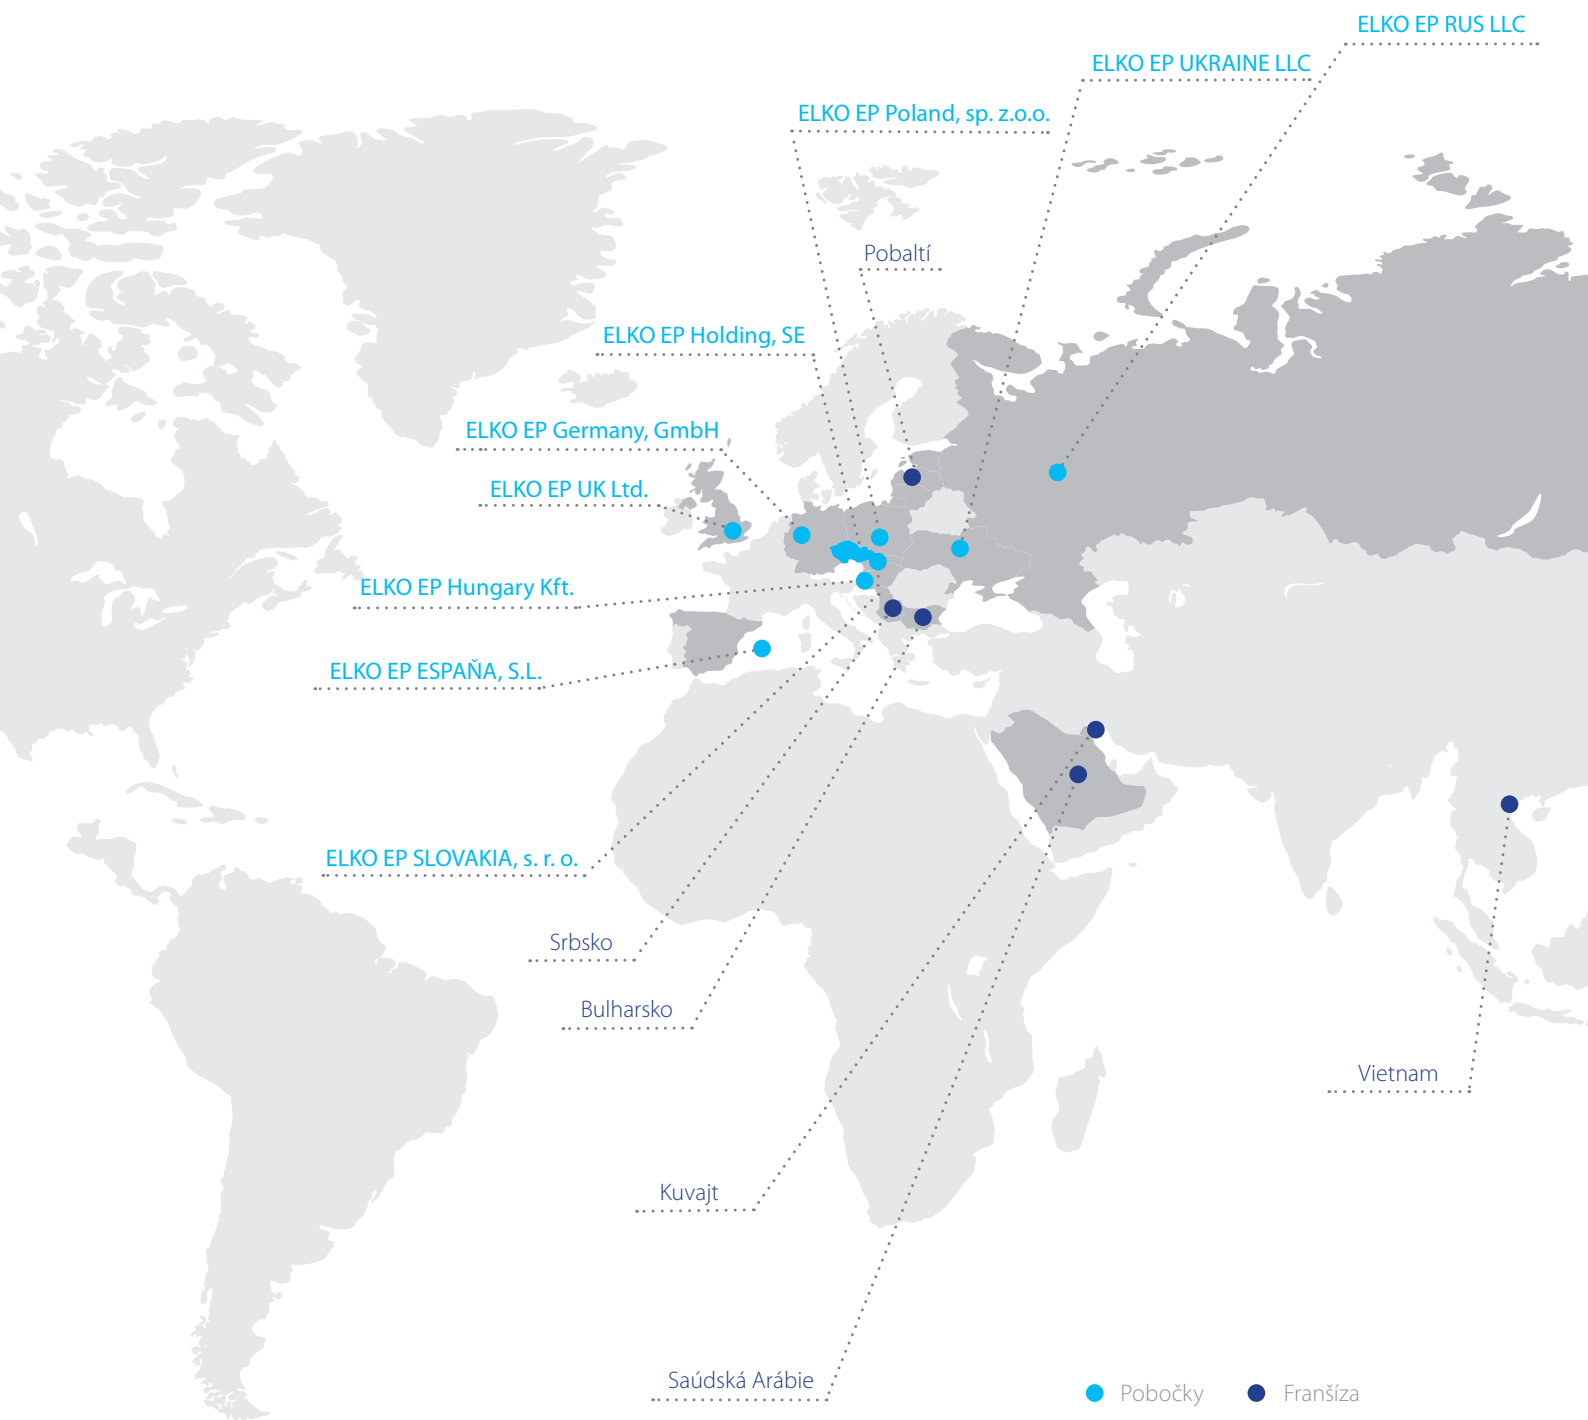 ELKO EP RUS LLC
ELKO EP UKRAINE LLC
ELKO EP Poland, sp. z.o.o.
Pobaltí
ELKO EP Holding, SE
ELKO EP Germany, GmbH
ELKO EP UK Ltd.
ELKO EP Hungary Kft.
ELKO EP ESPAŇA, S.L.
ELKO EP SLOVAKIA, s. r. o.
Srbsko
Bulharsko
Vietnam
Kuvajt
Saúdská Arábie
Pobočky
Franšíza